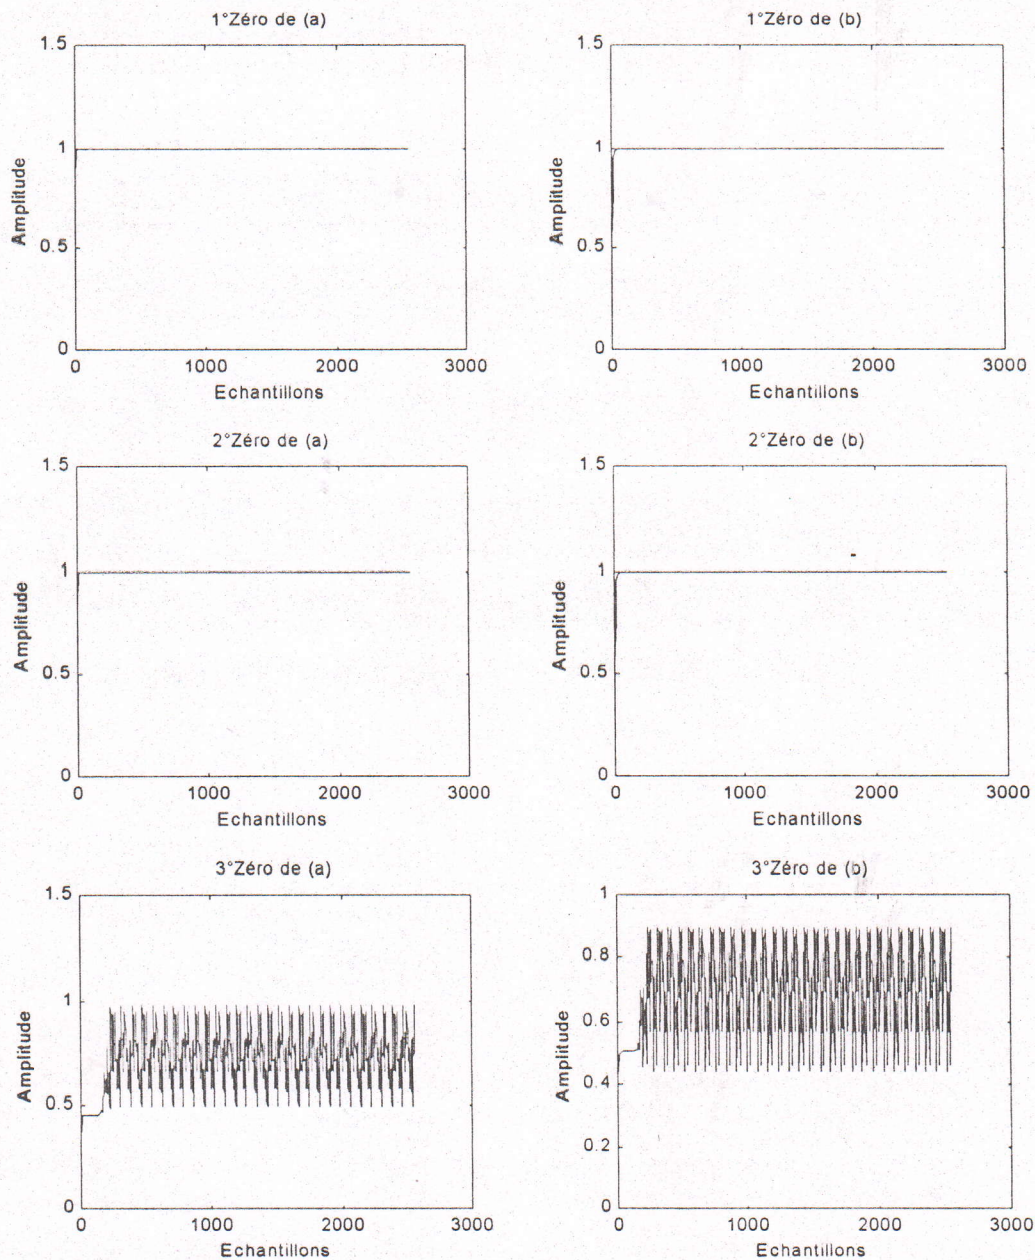 1°Zéro de (a)
1.5
1
0.5
0
0 1000 2000 3000
Amplitude
Echantillons
1°Zéro de (b)
1.5
1
0.5
0
0 1000 2000 3000
Amplitude
Echantillons
2°Zéro de (a)
1.5
1
0.5
0
0 1000 2000 3000
Amplitude
Echantillons
2°Zéro de (b)
1.5
1
0.5
0
0 1000 2000 3000
Amplitude
Echantillons
3°Zéro de (a)
1.5
1
0.5
0
0 1000 2000 3000
Amplitude
Echantillons
3°Zéro de (b)
1
0.8
0.6
0.4
0.2
0
0 1000 2000 3000
Amplitude
Echantillons